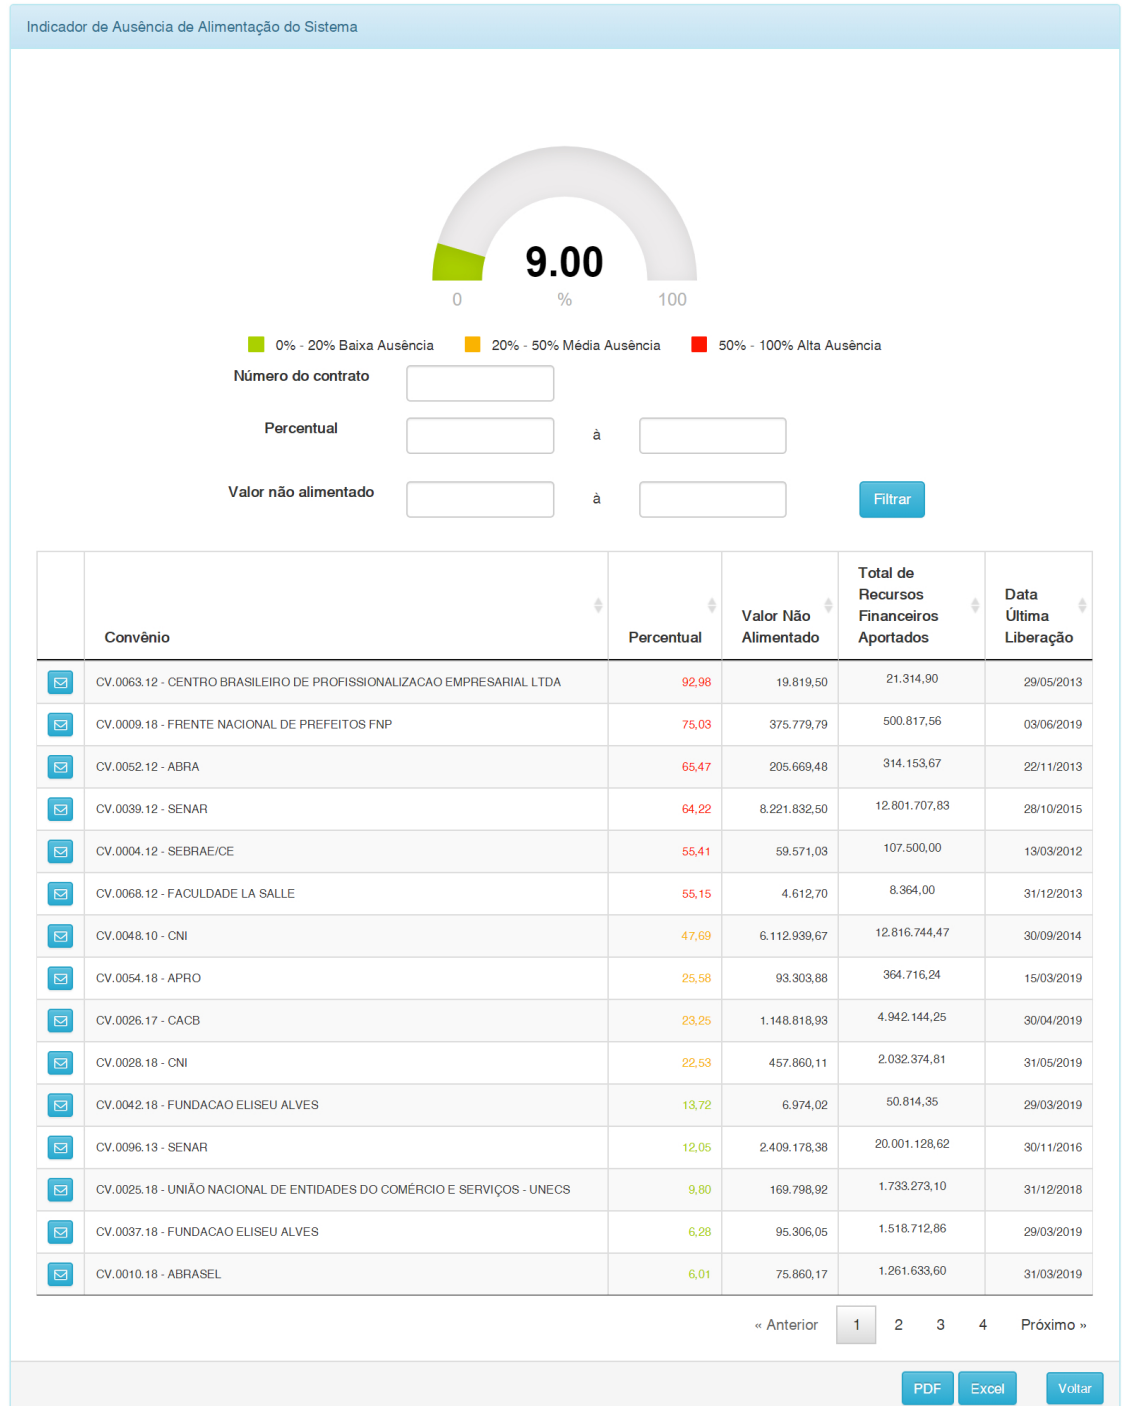 Indicador de Ausência de Alimentação do Sistema
9.00
0 % 100
0% - 20% Baixa Ausência 20% - 50% Média Ausência 50% - 100% Alta Ausência
Número do contrato
Percentual à
Valor não alimentado à Filtrar
Convênio Percentual Valor Não Alimentado Total de Recursos Financeiros Aportados Data Última Liberação
CV.0063.12 - CENTRO BRASILEIRO DE PROFISSIONALIZACAO EMPRESARIAL LTDA 92,98 19.819,50 21.314,90 29/05/2013
CV.0009.18 - FRENTE NACIONAL DE PREFEITOS FNP 75,03 375.779,79 500.817,56 03/06/2019
CV.0052.12 - ABRA 65,47 205.669,48 314.153,67 22/11/2013
CV.0039.12 - SENAR 64,22 8.221.832,50 12.801.707,83 28/10/2015
CV.0004.12 - SEBRAE/CE 55,41 59.571,03 107.500,00 13/03/2012
CV.0068.12 - FACULDADE LA SALLE 55,15 4.612,70 8.364,00 31/12/2013
CV.0048.10 - CNI 47,69 6.112.939,67 12.816.744,47 30/09/2014
CV.0054.18 - APRO 25,58 93.303,88 364.716,24 15/03/2019
CV.0026.17 - CACB 23,25 1.148.818,93 4.942.144,25 30/04/2019
CV.0028.18 - CNI 22,53 457.860,11 2.032.374,81 31/05/2019
CV.0042.18 - FUNDACAO ELISEU ALVES 13,72 6.974,02 50.814,35 29/03/2019
CV.0096.13 - SENAR 12,05 2.409.178,38 20.001.128,62 30/11/2016
CV.0025.18 - UNIÃO NACIONAL DE ENTIDADES DO COMÉRCIO E SERVIÇOS - UNECS 9,80 169.798,92 1.733.273,10 31/12/2018
CV.0037.18 - FUNDACAO ELISEU ALVES 6,28 95.306,05 1.518.712,86 29/03/2019
CV.0010.18 - ABRASEL 6,01 75.860,17 1.261.633,60 31/03/2019
« Anterior 1 2 3 4 Próximo »
PDF Excel Voltar